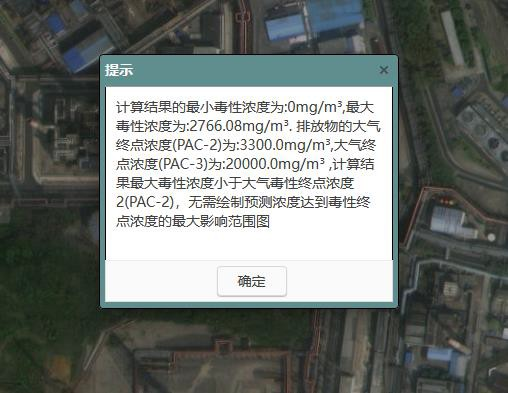 提示
计算结果的最小毒性浓度为:0mg/m³,最大
毒性浓度为:2766.08mg/m³. 排放物的大气
终点浓度(PAC-2)为:3300.0mg/m³,大气终
点浓度(PAC-3)为:20000.0mg/m³ ,计算结
果最大毒性浓度小于大气毒性终点浓度
2(PAC-2)，无需绘制预测浓度达到毒性终
点浓度的最大影响范围图
确定